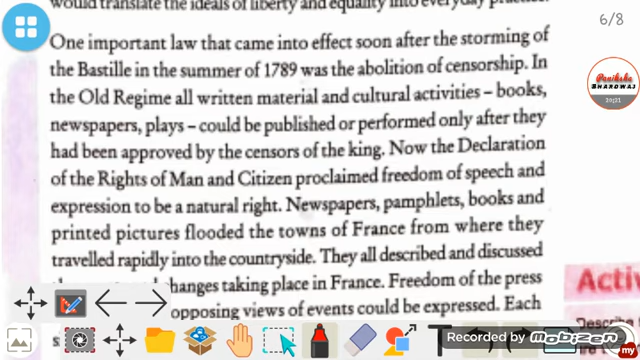 would translate the ideals of liberty and equality into everyday practice.
6/8
One important law that came into effect soon after the storming of
the Bastille in the summer of 1789 was the abolition of censorship. In
the Old Regime all written material and cultural activities – books,
newspapers, plays – could be published or performed only after they
had been approved by the censors of the king. Now the Declaration
of the Rights of Man and Citizen proclaimed freedom of speech and
expression to be a natural right. Newspapers, pamphlets, books and
printed pictures flooded the towns of France from where they
travelled rapidly into the countryside. They all described and discussed
changes taking place in France. Freedom of the press
opposing views of events could be expressed. Each
Pariksha
BHARDWAJ
Activ
Describe
T
Recorded by
Mobizen
my